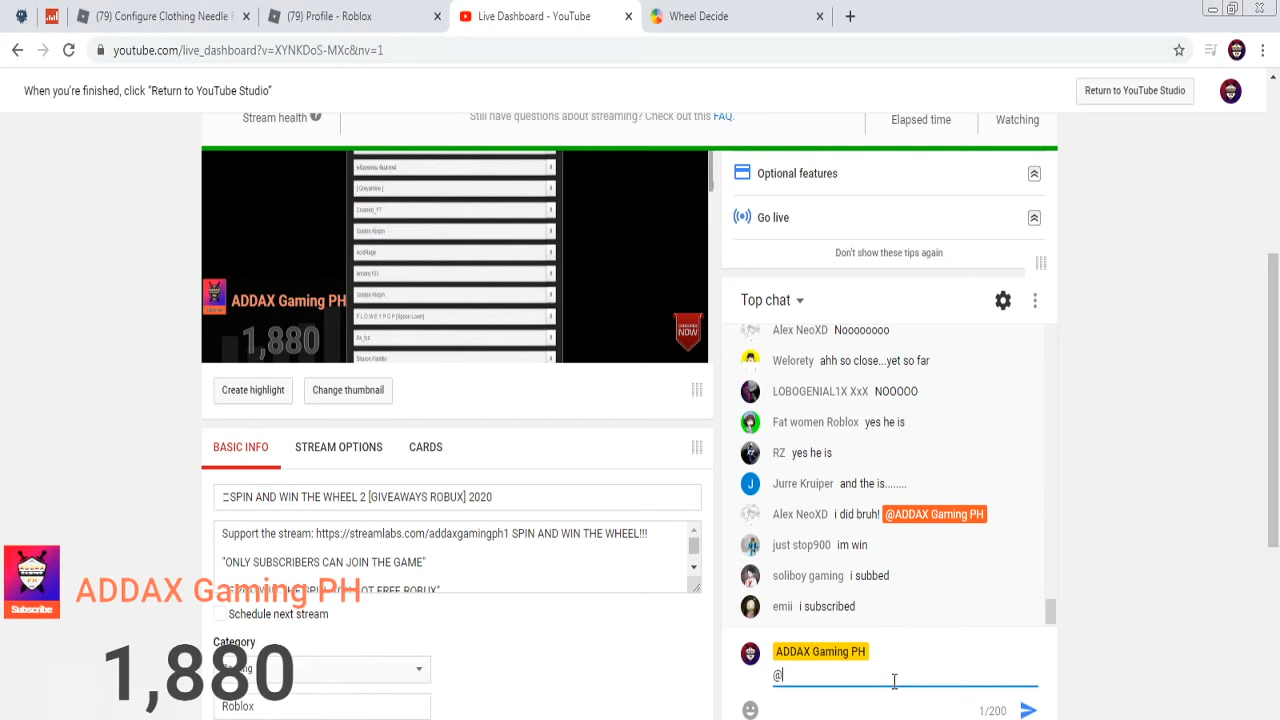 (79) Configure Clothing Needle F
(79) Profile - Roblox
Live Dashboard - YouTube
Wheel Decide
youtube.com/live_dashboard?v=XYNKDoS-MXc&nv=1
When you're finished, click "Return to YouTube Studio"
Return to YouTube Studio
Stream health
Still have questions about streaming? Check out this FAQ.
Elapsed time
Watching
[ Greyamine ]
Golden Kispin
Golden Kispin
ADDAX Gaming PH
1,880
SUBSCRIBE
NOW
Create highlight
Change thumbnail
BASIC INFO
STREAM OPTIONS
CARDS
SPIN AND WIN THE WHEEL 2 [GIVEAWAYS ROBUX] 2020
Support the stream: https://streamlabs.com/addaxgamingph1 SPIN AND WIN THE WHEEL!!!
"ONLY SUBSCRIBERS CAN JOIN THE GAME"
Subscribe
ADDAX Gaming PH
Schedule next stream
Category
1,880
Roblox
Optional features
Go live
Don't show these tips again
Top chat
Alex NeoXD Noooooooo
Welorety ahh so close...yet so far
LOBOGENIAL1X XxX NOOOOO
Fat women Roblox yes he is
RZ yes he is
J
Jurre Kruiper and the is........
Alex NeoXD i did bruh! @ADDAX Gaming PH
just stop900 im win
soliboy gaming i subbed
emii i subscribed
ADDAX Gaming PH
@
1/200